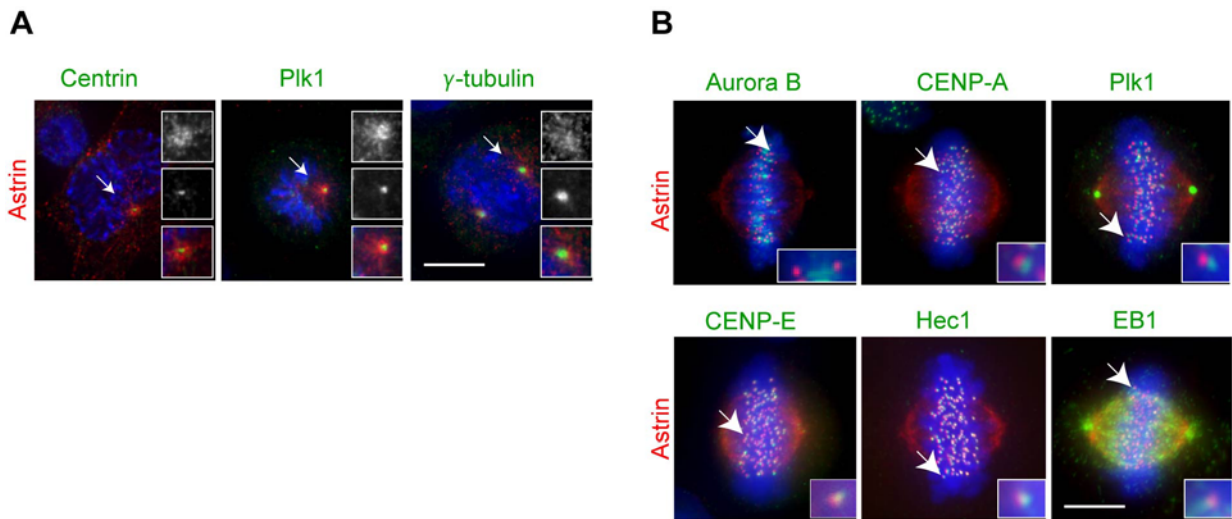 A
B
Centrin
Plk1
γ-tubulin
Astrin
Aurora B
CENP-A
Plk1
Astrin
CENP-E
Hec1
EB1
Astrin